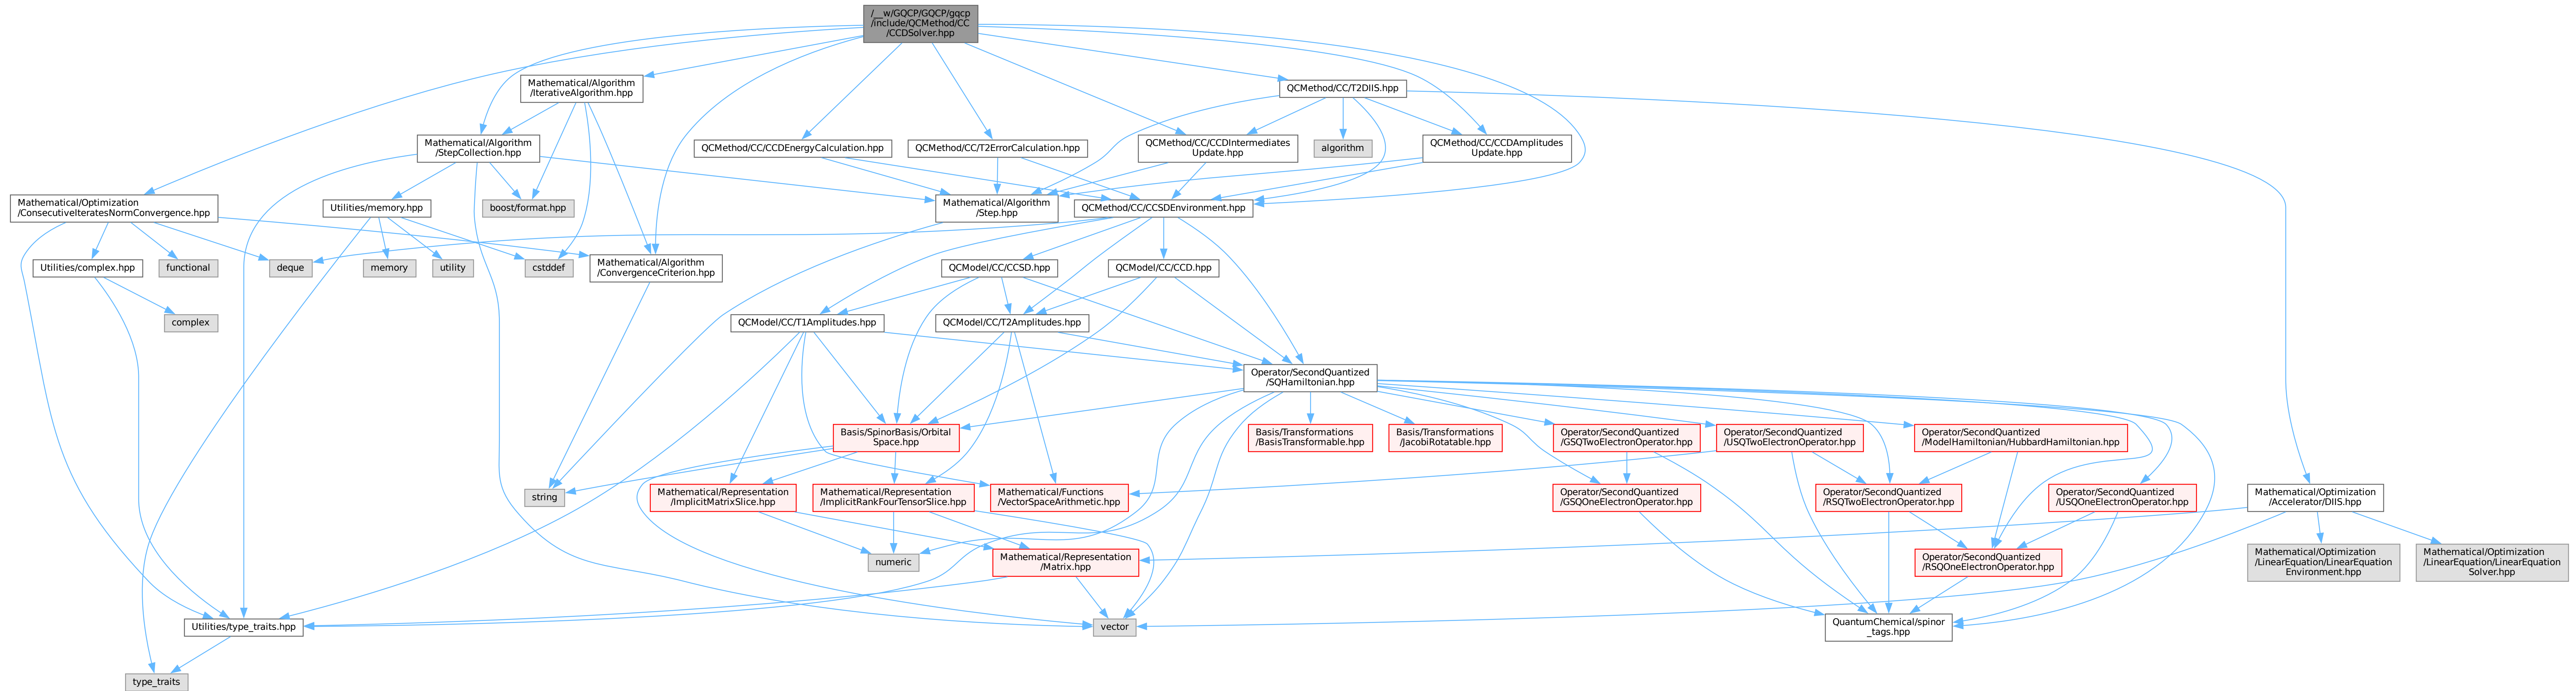 /__w/GQCP/GQCP/gqcp
/include/QCMethod/CC
/CCDSolver.hpp
Mathematical/Algorithm
/IterativeAlgorithm.hpp
QCMethod/CC/T2DIIS.hpp
Mathematical/Algorithm
/StepCollection.hpp
QCMethod/CC/CCDEnergyCalculation.hpp
QCMethod/CC/T2ErrorCalculation.hpp
QCMethod/CC/CCDIntermediates
Update.hpp
algorithm
QCMethod/CC/CCDAmplitudes
Update.hpp
Mathematical/Optimization
/ConsecutiveIteratesNormConvergence.hpp
Utilities/memory.hpp
boost/format.hpp
Mathematical/Algorithm
/Step.hpp
QCMethod/CC/CCSDEnvironment.hpp
Utilities/complex.hpp
functional
deque
memory
utility
cstddef
Mathematical/Algorithm
/ConvergenceCriterion.hpp
QCModel/CC/CCSD.hpp
QCModel/CC/CCD.hpp
complex
QCModel/CC/T1Amplitudes.hpp
QCModel/CC/T2Amplitudes.hpp
Operator/SecondQuantized
/SQHamiltonian.hpp
Basis/SpinorBasis/Orbital
Space.hpp
Basis/Transformations
/BasisTransformable.hpp
Basis/Transformations
/JacobiRotatable.hpp
Operator/SecondQuantized
/GSQTwoElectronOperator.hpp
Operator/SecondQuantized
/USQTwoElectronOperator.hpp
Operator/SecondQuantized
/ModelHamiltonian/HubbardHamiltonian.hpp
string
Mathematical/Representation
/ImplicitMatrixSlice.hpp
Mathematical/Representation
/ImplicitRankFourTensorSlice.hpp
Mathematical/Functions
/VectorSpaceArithmetic.hpp
Operator/SecondQuantized
/GSQOneElectronOperator.hpp
Operator/SecondQuantized
/RSQTwoElectronOperator.hpp
Operator/SecondQuantized
/USQOneElectronOperator.hpp
Mathematical/Optimization
/Accelerator/DIIS.hpp
numeric
Mathematical/Representation
/Matrix.hpp
Operator/SecondQuantized
/RSQOneElectronOperator.hpp
Mathematical/Optimization
/LinearEquation/LinearEquation
Environment.hpp
Mathematical/Optimization
/LinearEquation/LinearEquation
Solver.hpp
Utilities/type_traits.hpp
vector
QuantumChemical/spinor
_tags.hpp
type_traits